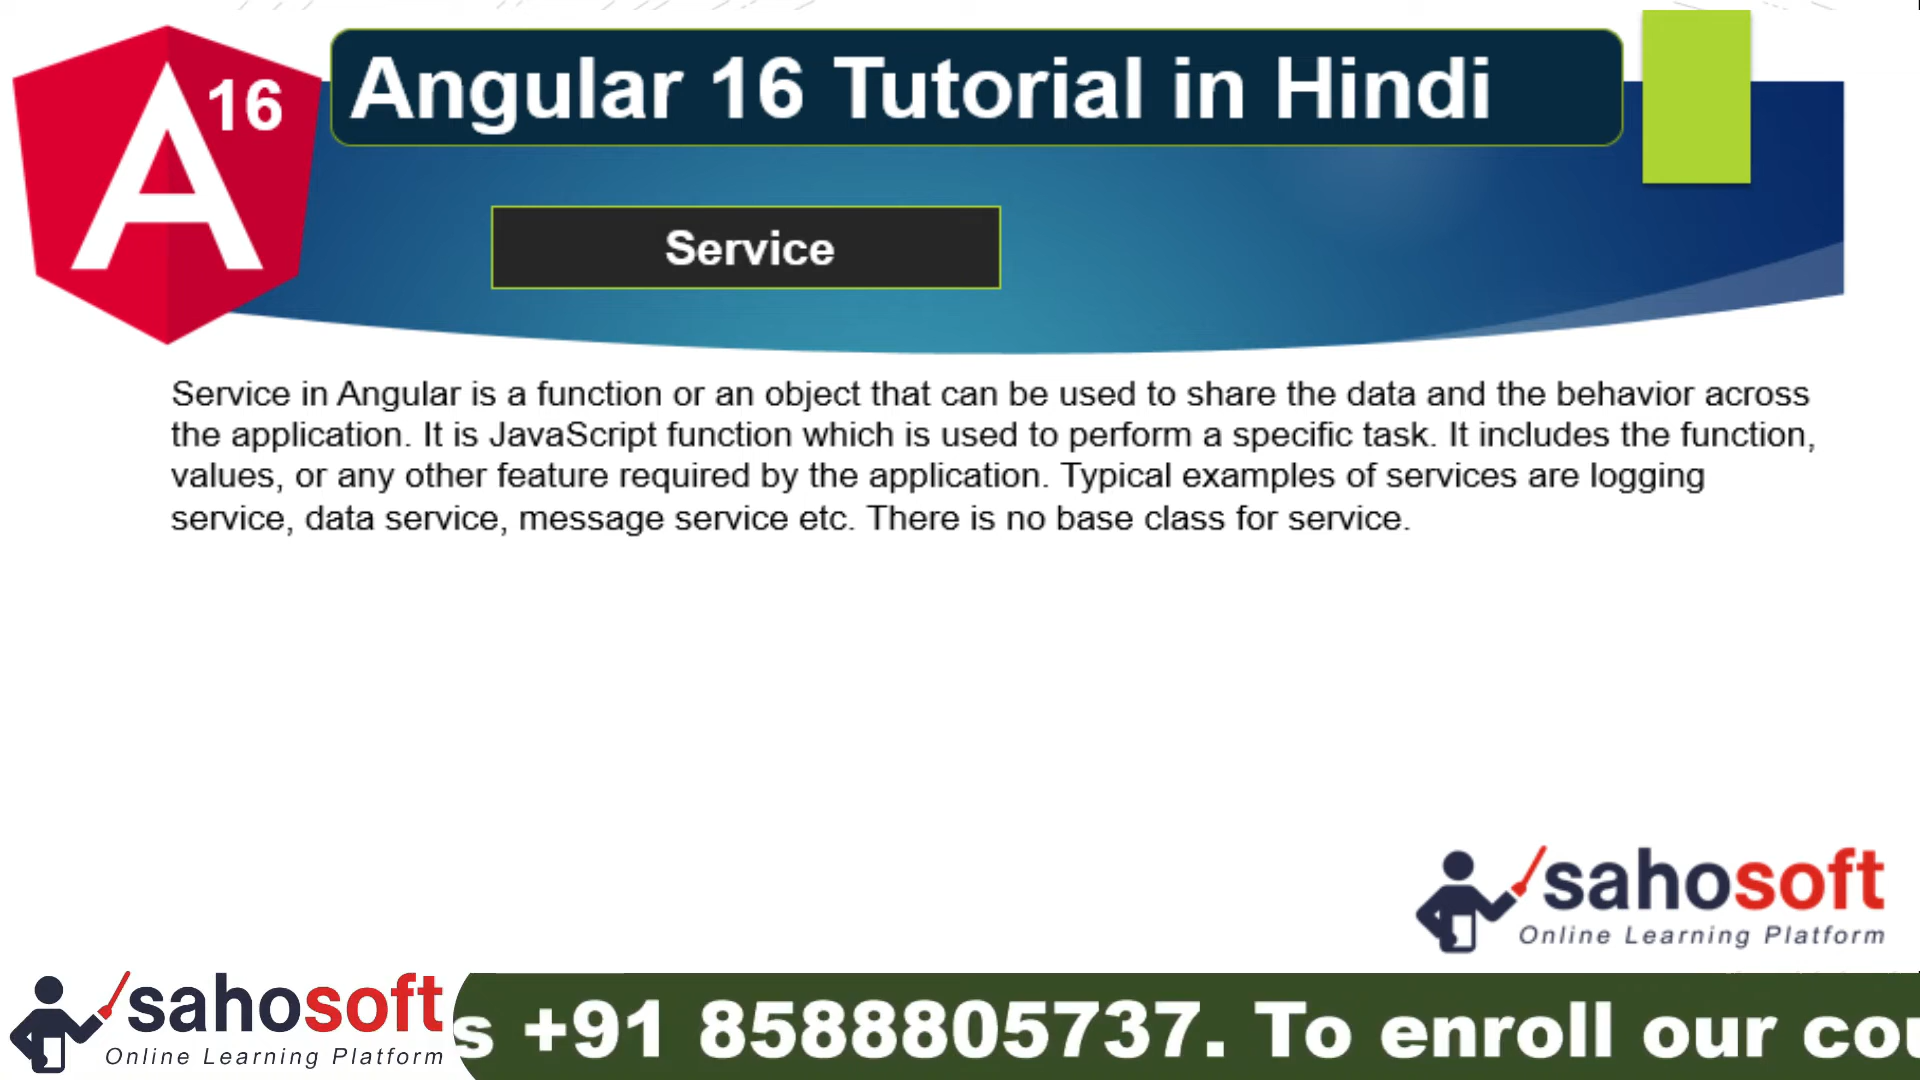 16
Angular 16 Tutorial in Hindi
Service
Service in Angular is a function or an object that can be used to share the data and the behavior across
the application. It is JavaScript function which is used to perform a specific task. It includes the function,
values, or any other feature required by the application. Typical examples of services are logging
service, data service, message service etc. There is no base class for service.
sahosoft
Online Learning Platform
sahosoft
Online Learning Platform
s +91 8588805737. To enroll our cou